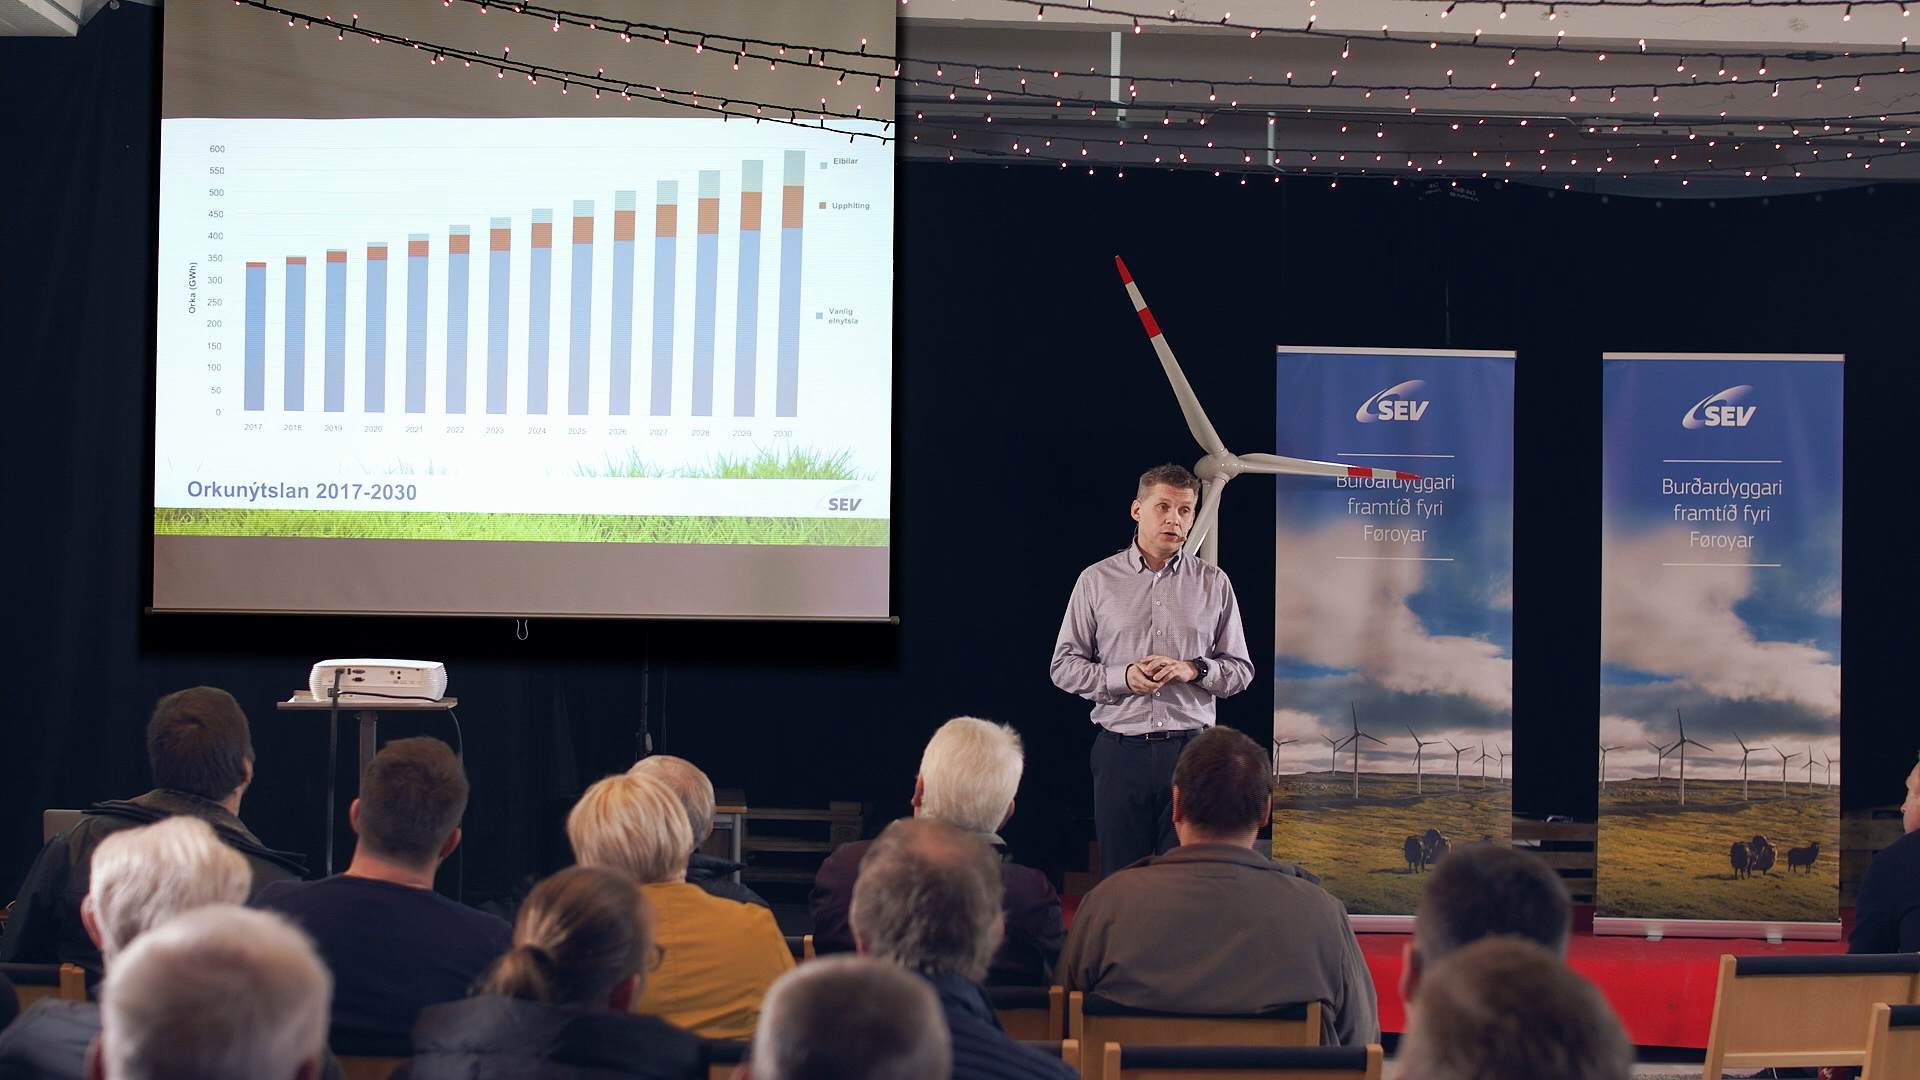 600
550
500
450
400
350
300
250
200
150
100
50
0
Orka (GWh)
2017 2018 2019 2020 2021 2022 2023 2024 2025 2026 2027 2028 2029 2030
Elbilar
Upphiting
Vanlig
elnýtsla
Orkunýtslan 2017-2030
SEV
SEV
Burðardyggari
framtíð fyri
Føroyar
SEV
Burðardyggari
framtíð fyri
Føroyar